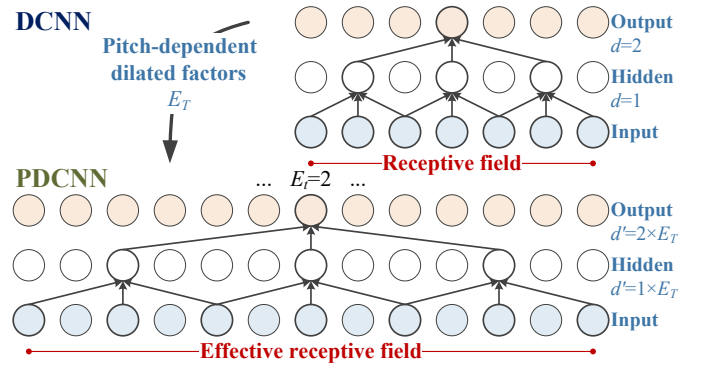 DCNN
Pitch-dependent
dilated factors
E_T
Output
d=2
Hidden
d=1
Input
Receptive field
PDCNN
... E_t=2 ...
Output
d'=2×E_T
Hidden
d'=1×E_T
Input
Effective receptive field